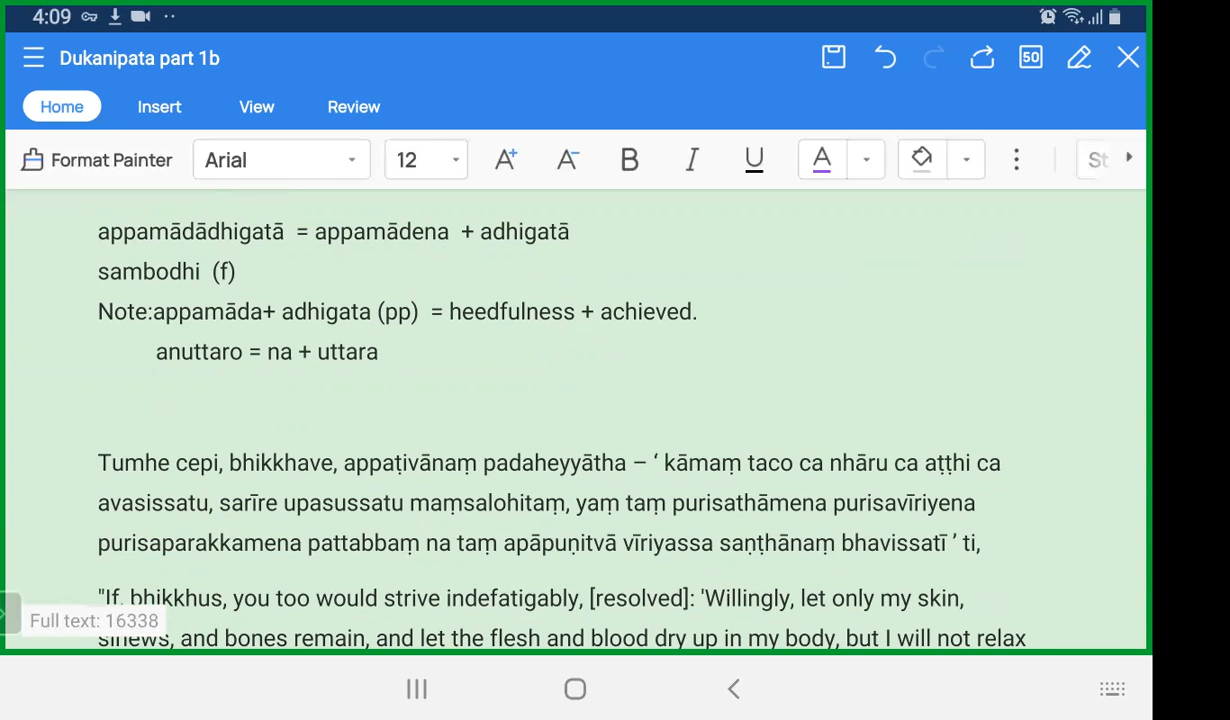 4:09
Dukanipata part 1b
50
Home Insert View Review
Format Painter Arial 12 A+ A− B I U A St
appamādādhigatā = appamādena + adhigatā
sambodhi (f)
Note:appamāda+ adhigata (pp) = heedfulness + achieved.
anuttaro = na + uttara
Tumhe cepi, bhikkhave, appaṭivānaṃ padaheyyātha – ‘ kāmaṃ taco ca nhāru ca aṭṭhi ca
avasissatu, sarīre upasussatu maṃsalohitaṃ, yaṃ taṃ purisathāmena purisavīriyena
purisaparakkamena pattabbaṃ na taṃ apāpuṇitvā vīriyassa saṇṭhānaṃ bhavissatī ’ ti,
"If, bhikkhus, you too would strive indefatigably, [resolved]: 'Willingly, let only my skin,
Full text: 16338
sinews, and bones remain, and let the flesh and blood dry up in my body, but I will not relax